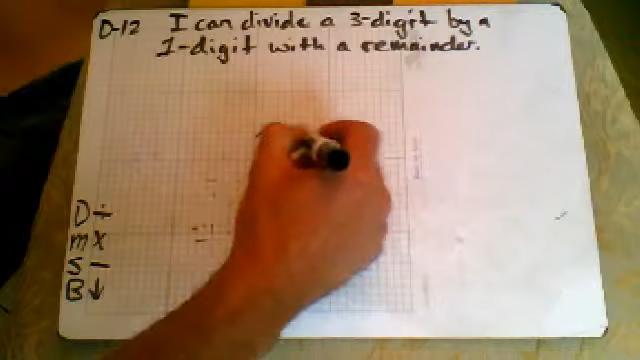 D-12 I can divide a 3-digit by a
1-digit with a remainder.
D ÷
m x
S -
B ↓